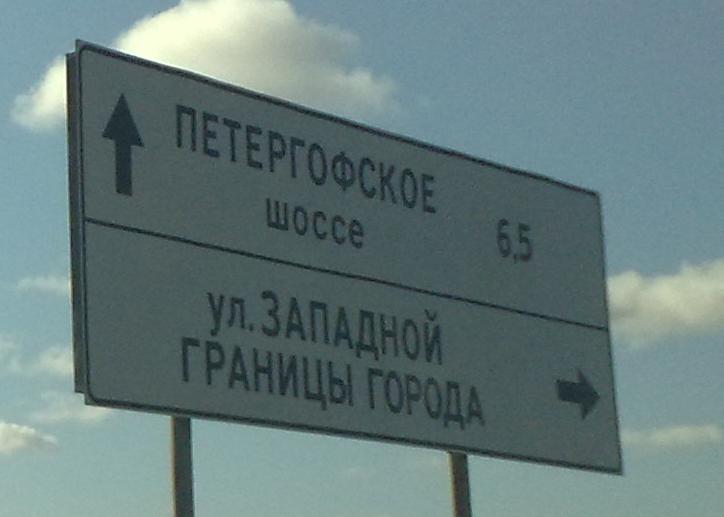 ПЕТЕРГОФСКОЕ
шоссе 6,5
ул. ЗАПАДНОЙ
ГРАНИЦЫ ГОРОДА